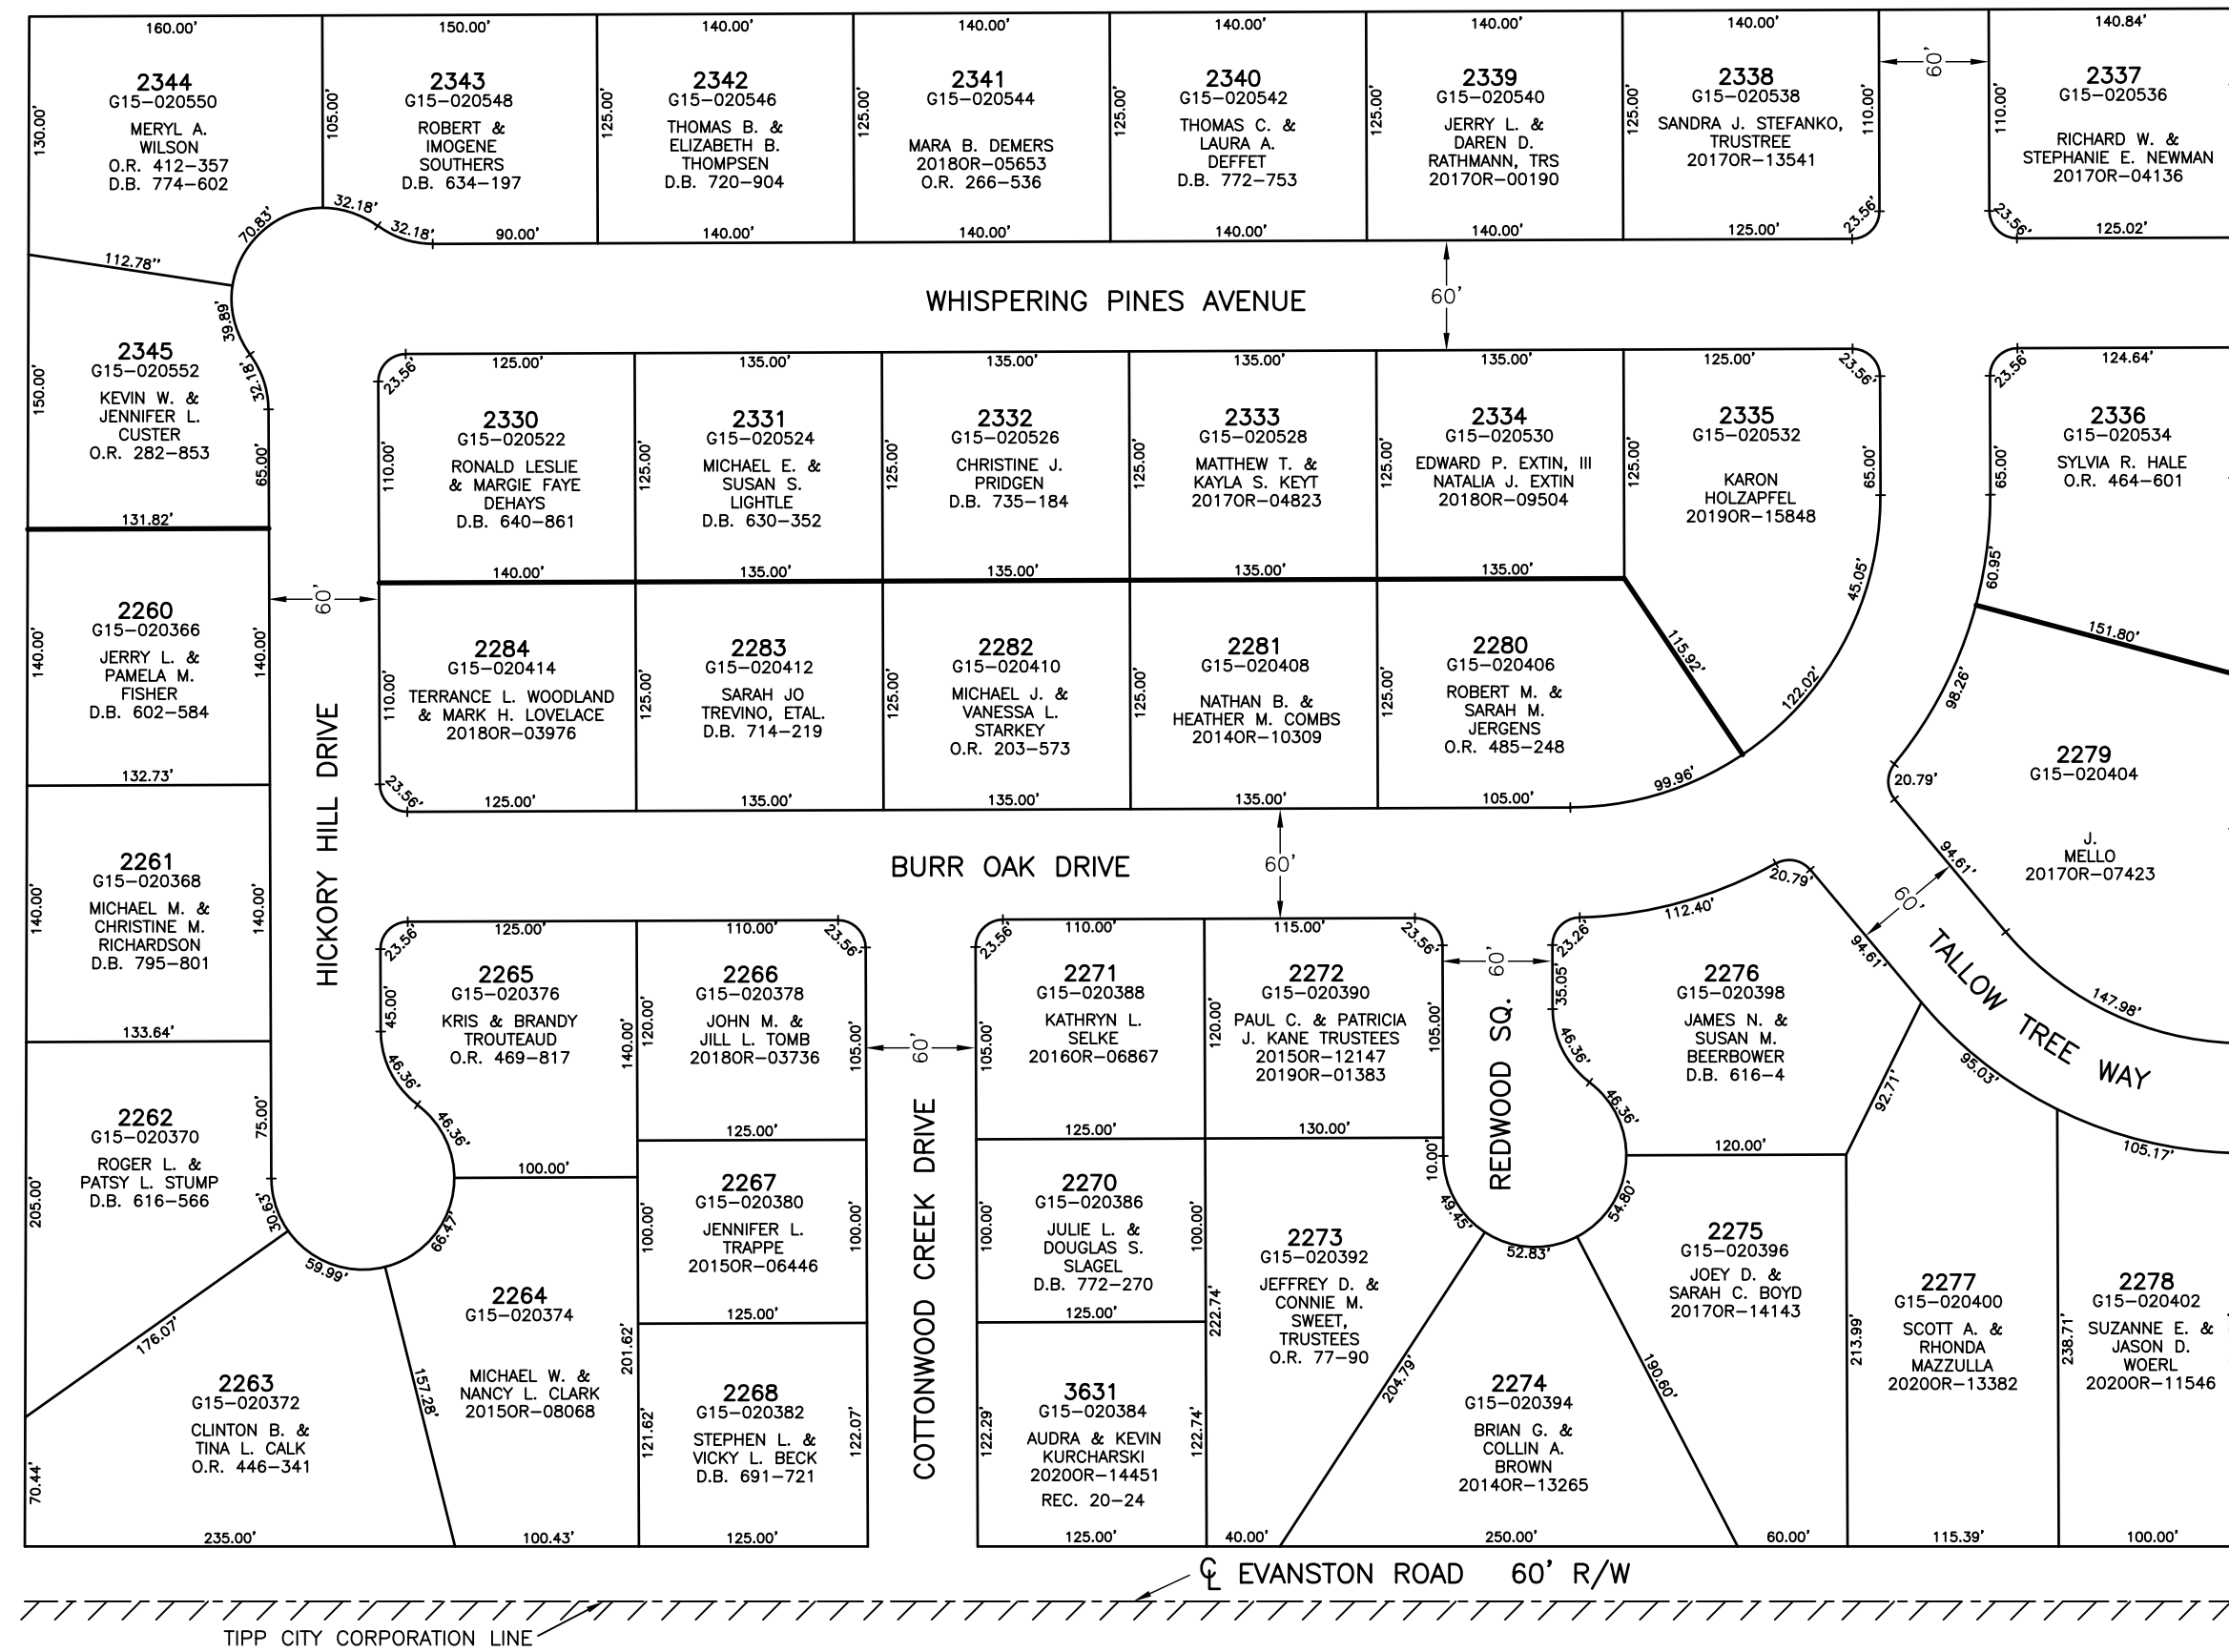 160.00'
150.00'
140.00'
140.00'
140.00'
140.00'
140.00'
140.84'
60'
2344
G15-020550
MERYL A.
WILSON
O.R. 412-357
D.B. 774-602
130.00'
105.00'
2343
G15-020548
ROBERT &
IMOGENE
SOUTHERS
D.B. 634-197
125.00'
2342
G15-020546
THOMAS B. &
ELIZABETH B.
THOMPSEN
D.B. 720-904
125.00'
2341
G15-020544
MARA B. DEMERS
2018OR-05653
O.R. 266-536
125.00'
2340
G15-020542
THOMAS C. &
LAURA A.
DEFFET
D.B. 772-753
125.00'
2339
G15-020540
JERRY L. &
DAREN D.
RATHMANN, TRS
2017OR-00190
125.00'
2338
G15-020538
SANDRA J. STEFANKO,
TRUSTREE
2017OR-13541
110.00'
110.00'
2337
G15-020536
RICHARD W. &
STEPHANIE E. NEWMAN
2017OR-04136
70.83'
32.18'
32.18'
90.00'
140.00'
140.00'
140.00'
140.00'
125.00'
23.56'
23.56'
125.02'
112.78"
WHISPERING PINES AVENUE
60'
39.89'
32.18'
2345
G15-020552
KEVIN W. &
JENNIFER L.
CUSTER
O.R. 282-853
150.00'
65.00'
131.82'
23.56'
125.00'
135.00'
135.00'
135.00'
135.00'
125.00'
23.56'
23.56'
124.64'
2330
G15-020522
RONALD LESLIE
& MARGIE FAYE
DEHAYS
D.B. 640-861
110.00'
125.00'
2331
G15-020524
MICHAEL E. &
SUSAN S.
LIGHTLE
D.B. 630-352
125.00'
2332
G15-020526
CHRISTINE J.
PRIDGEN
D.B. 735-184
125.00'
2333
G15-020528
MATTHEW T. &
KAYLA S. KEYT
2017OR-04823
125.00'
2334
G15-020530
EDWARD P. EXTIN, III
NATALIA J. EXTIN
2018OR-09504
125.00'
2335
G15-020532
KARON
HOLZAPFEL
2019OR-15848
65.00'
45.05'
122.02'
115.92'
65.00'
60.95'
2336
G15-020534
SYLVIA R. HALE
O.R. 464-601
151.80'
140.00'
135.00'
135.00'
135.00'
135.00'
60'
2260
G15-020366
JERRY L. &
PAMELA M.
FISHER
D.B. 602-584
140.00'
140.00'
132.73'
HICKORY HILL DRIVE
2284
G15-020414
TERRANCE L. WOODLAND
& MARK H. LOVELACE
2018OR-03976
110.00'
125.00'
2283
G15-020412
SARAH JO
TREVINO, ETAL.
D.B. 714-219
125.00'
2282
G15-020410
MICHAEL J. &
VANESSA L.
STARKEY
O.R. 203-573
125.00'
2281
G15-020408
NATHAN B. &
HEATHER M. COMBS
2014OR-10309
125.00'
2280
G15-020406
ROBERT M. &
SARAH M.
JERGENS
O.R. 485-248
99.96'
98.26'
20.79'
2279
G15-020404
J.
MELLO
2017OR-07423
23.56'
125.00'
135.00'
135.00'
135.00'
105.00'
BURR OAK DRIVE
60'
2261
G15-020368
MICHAEL M. &
CHRISTINE M.
RICHARDSON
D.B. 795-801
140.00'
140.00'
133.64'
20.79'
94.61'
60'
94.61'
112.40'
TALLOW TREE WAY
147.98'
95.03'
105.17'
23.56'
125.00'
110.00'
23.56'
23.56'
110.00'
115.00'
23.56'
60'
23.26'
2265
G15-020376
KRIS & BRANDY
TROUTEAUD
O.R. 469-817
45.00'
46.36'
46.36'
140.00'
100.00'
2266
G15-020378
JOHN M. &
JILL L. TOMB
2018OR-03736
120.00'
105.00'
125.00'
60'
COTTONWOOD CREEK DRIVE
2271
G15-020388
KATHRYN L.
SELKE
2016OR-06867
105.00'
120.00'
125.00'
2272
G15-020390
PAUL C. & PATRICIA
J. KANE TRUSTEES
2015OR-12147
2019OR-01383
105.00'
130.00'
REDWOOD SQ.
35.05'
46.36'
46.36'
2276
G15-020398
JAMES N. &
SUSAN M.
BEERBOWER
D.B. 616-4
92.71'
120.00'
2262
G15-020370
ROGER L. &
PATSY L. STUMP
D.B. 616-566
205.00'
75.00'
30.63'
59.99'
66.47'
176.07'
2267
G15-020380
JENNIFER L.
TRAPPE
2015OR-06446
100.00'
100.00'
125.00'
2270
G15-020386
JULIE L. &
DOUGLAS S.
SLAGEL
D.B. 772-270
100.00'
100.00'
125.00'
2273
G15-020392
JEFFREY D. &
CONNIE M.
SWEET,
TRUSTEES
O.R. 77-90
10.00'
49.45'
52.83'
54.80'
222.74'
204.79'
2275
G15-020396
JOEY D. &
SARAH C. BOYD
2017OR-14143
190.60'
213.99'
2277
G15-020400
SCOTT A. &
RHONDA
MAZZULLA
2020OR-13382
238.71'
2278
G15-020402
SUZANNE E. &
JASON D.
WOERL
2020OR-11546
2263
G15-020372
CLINTON B. &
TINA L. CALK
O.R. 446-341
70.44'
157.28'
2264
G15-020374
MICHAEL W. &
NANCY L. CLARK
2015OR-08068
201.62'
2268
G15-020382
STEPHEN L. &
VICKY L. BECK
D.B. 691-721
121.62'
122.07'
3631
G15-020384
AUDRA & KEVIN
KURCHARSKI
2020OR-14451
REC. 20-24
122.29'
122.74'
2274
G15-020394
BRIAN G. &
COLLIN A.
BROWN
2014OR-13265
235.00'
100.43'
125.00'
125.00'
40.00'
250.00'
60.00'
115.39'
100.00'
CL EVANSTON ROAD 60' R/W
TIPP CITY CORPORATION LINE